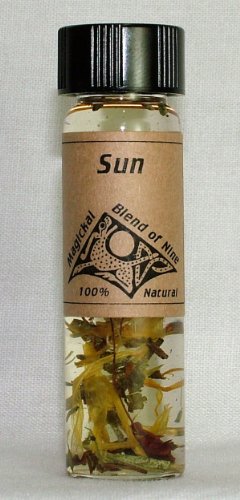 Sun
Magickal Blend of Nine
100% Natural